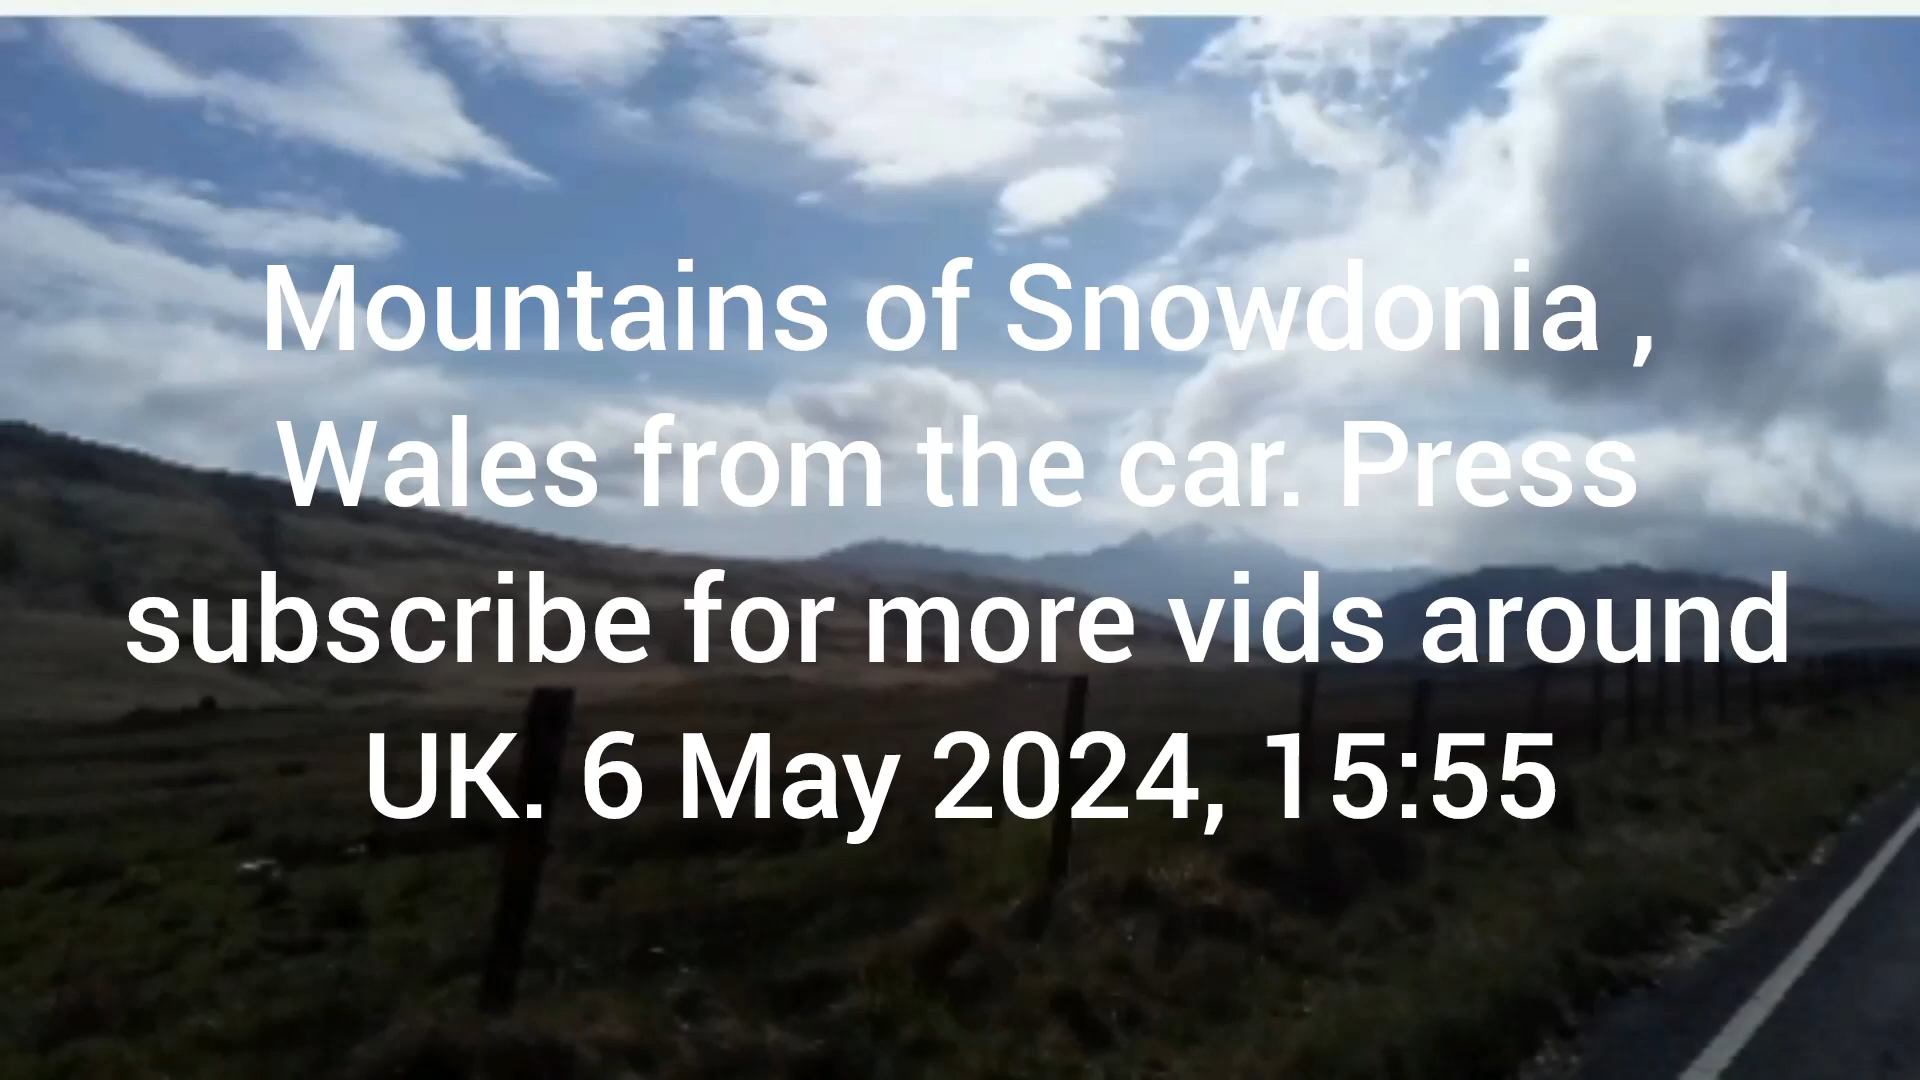 Mountains of Snowdonia ,
Wales from the car. Press
subscribe for more vids around
UK. 6 May 2024, 15:55